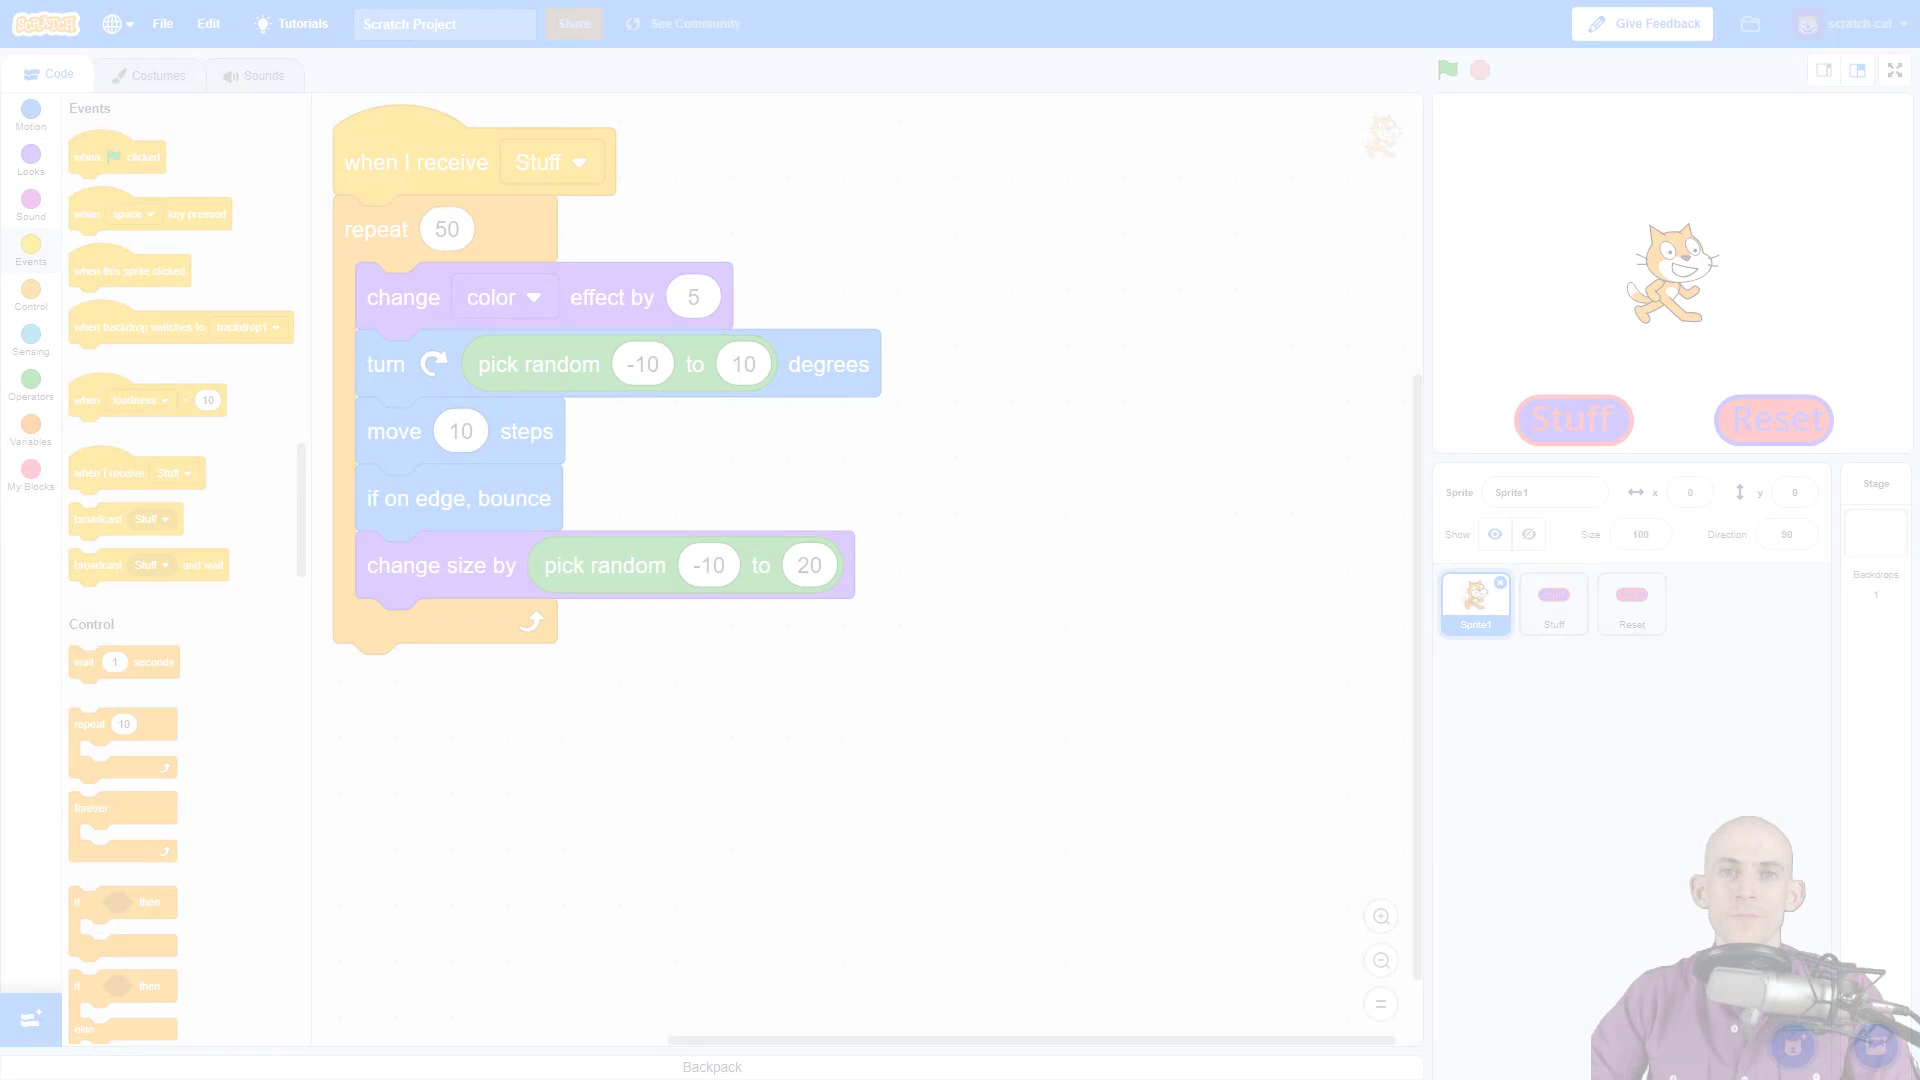 SCRATCH
File
Edit
Tutorials
Scratch Project
Share
See Community
Give Feedback
scratch-cat
Code
Costumes
Sounds
Motion
Looks
Sound
Events
Control
Sensing
Operators
Variables
My Blocks
Events
when clicked
when space key pressed
when this sprite clicked
when backdrop switches to backdrop1
when loudness > 10
when I receive Stuff
broadcast Stuff
broadcast Stuff and wait
Control
wait 1 seconds
repeat 10
forever
if then
if then
else
when I receive Stuff
repeat 50
change color effect by 5
turn pick random -10 to 10 degrees
move 10 steps
if on edge, bounce
change size by pick random -10 to 20
Backpack
Stuff
Reset
Sprite Sprite1 x 0 y 0
Show Size 100 Direction 90
Sprite1
Stuff
Reset
Stage
Backdrops
1